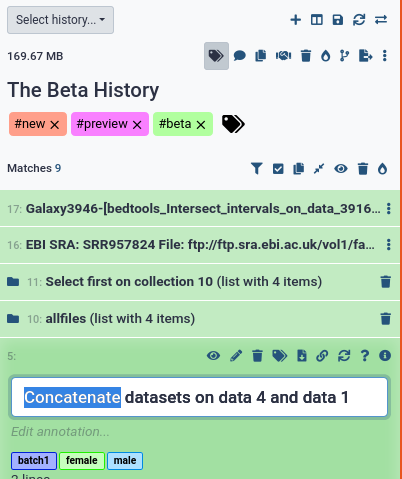 Select history...
169.67 MB
The Beta History
#new #preview #beta
Matches 9
17: Galaxy3946-[bedtools_Intersect_intervals_on_data_3916...
16: EBI SRA: SRR957824 File: ftp://ftp.sra.ebi.ac.uk/vol1/fa...
11: Select first on collection 10 (list with 4 items)
10: allfiles (list with 4 items)
5:
Concatenate datasets on data 4 and data 1
Edit annotation...
batch1 female male